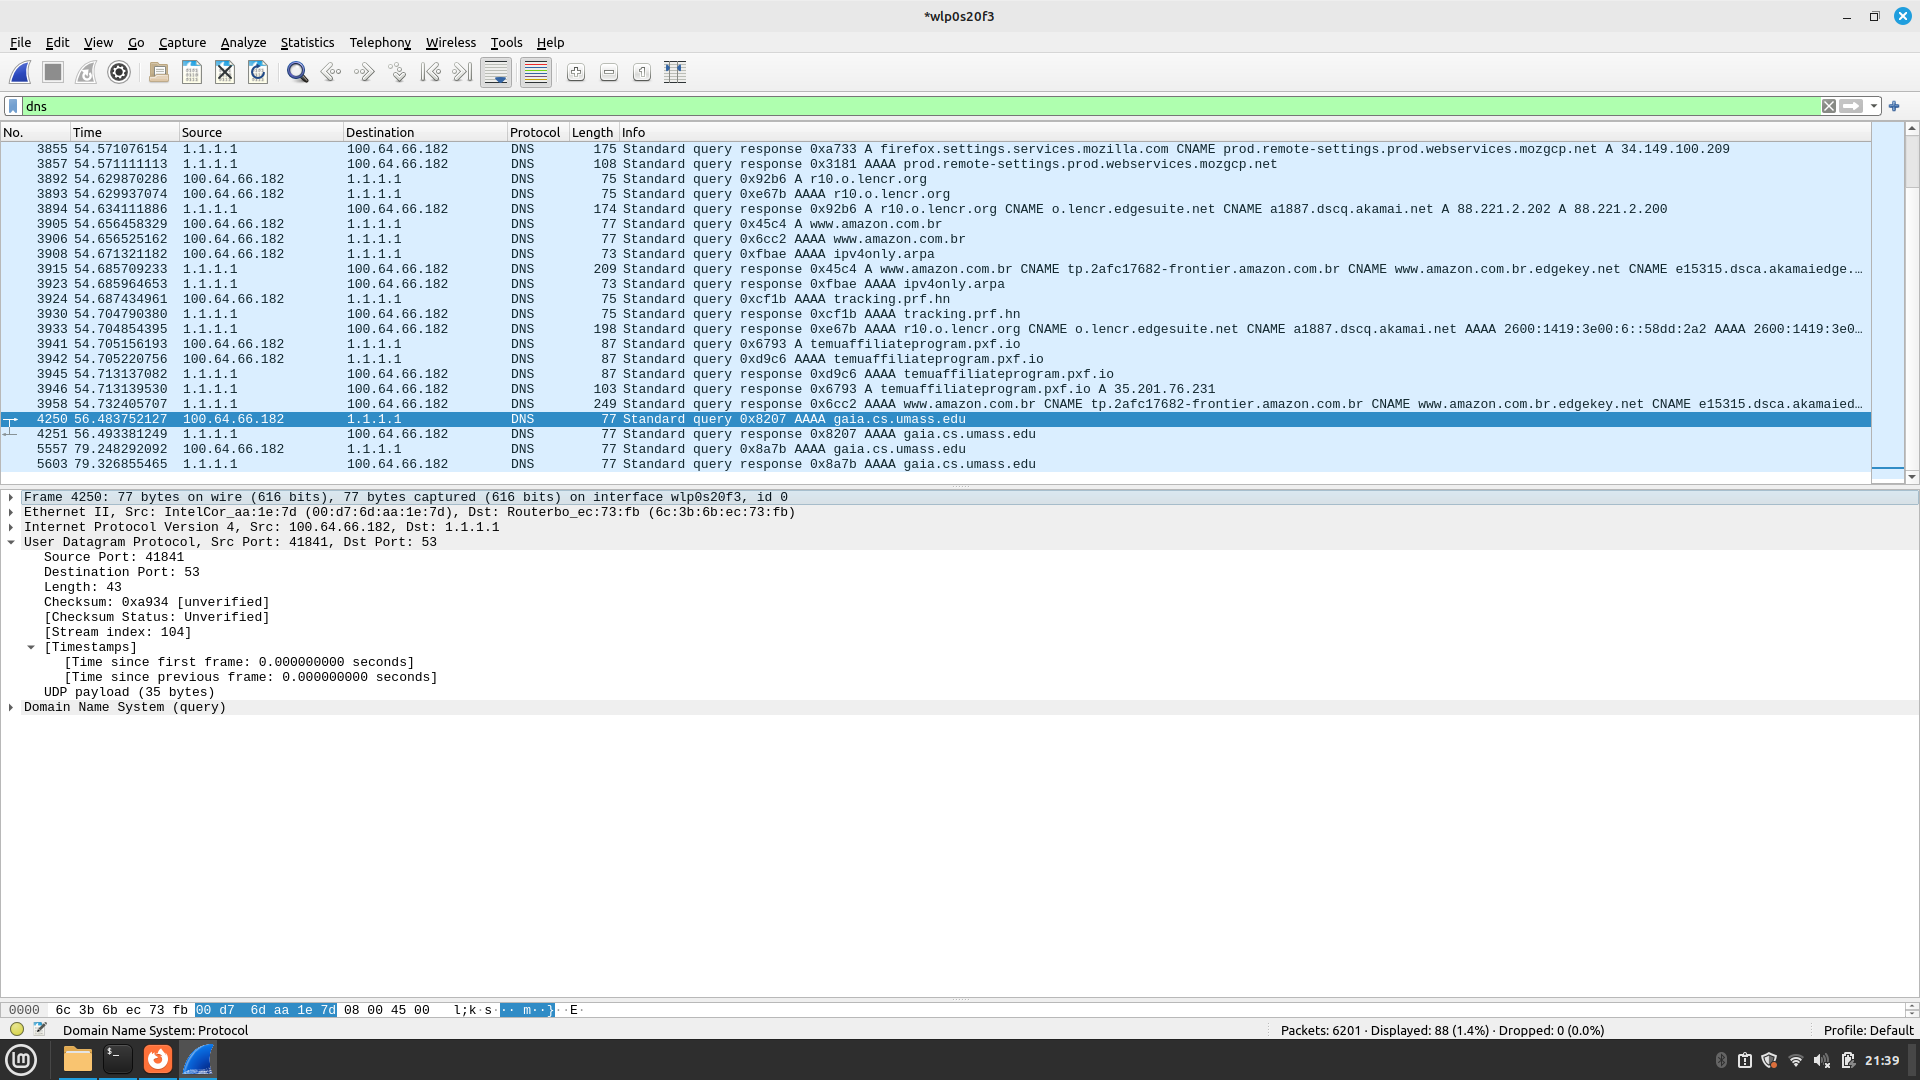 *wlp0s20f3
File Edit View Go Capture Analyze Statistics Telephony Wireless Tools Help
dns
No. Time Source Destination Protocol Length Info
3855 54.571076154 1.1.1.1 100.64.66.182 DNS 175 Standard query response 0xa733 A firefox.settings.services.mozilla.com CNAME prod.remote-settings.prod.webservices.mozgcp.net A 34.149.100.209
3857 54.571111113 1.1.1.1 100.64.66.182 DNS 108 Standard query response 0x3181 AAAA prod.remote-settings.prod.webservices.mozgcp.net
3892 54.629870286 100.64.66.182 1.1.1.1 DNS 75 Standard query 0x92b6 A r10.o.lencr.org
3893 54.629937074 100.64.66.182 1.1.1.1 DNS 75 Standard query 0xe67b AAAA r10.o.lencr.org
3894 54.634111886 1.1.1.1 100.64.66.182 DNS 174 Standard query response 0x92b6 A r10.o.lencr.org CNAME o.lencr.edgesuite.net CNAME a1887.dscq.akamai.net A 88.221.2.202 A 88.221.2.200
3905 54.656458329 100.64.66.182 1.1.1.1 DNS 77 Standard query 0x45c4 A www.amazon.com.br
3906 54.656525162 100.64.66.182 1.1.1.1 DNS 77 Standard query 0x6cc2 AAAA www.amazon.com.br
3908 54.671321182 100.64.66.182 1.1.1.1 DNS 73 Standard query 0xfbae AAAA ipv4only.arpa
3915 54.685709233 1.1.1.1 100.64.66.182 DNS 209 Standard query response 0x45c4 A www.amazon.com.br CNAME tp.2afc17682-frontier.amazon.com.br CNAME www.amazon.com.br.edgekey.net CNAME e15315.dsca.akamaiedge.…
3923 54.685964653 1.1.1.1 100.64.66.182 DNS 73 Standard query response 0xfbae AAAA ipv4only.arpa
3924 54.687434961 100.64.66.182 1.1.1.1 DNS 75 Standard query 0xcf1b AAAA tracking.prf.hn
3930 54.704790380 1.1.1.1 100.64.66.182 DNS 75 Standard query response 0xcf1b AAAA tracking.prf.hn
3933 54.704854395 1.1.1.1 100.64.66.182 DNS 198 Standard query response 0xe67b AAAA r10.o.lencr.org CNAME o.lencr.edgesuite.net CNAME a1887.dscq.akamai.net AAAA 2600:1419:3e00:6::58dd:2a2 AAAA 2600:1419:3e0…
3941 54.705156193 100.64.66.182 1.1.1.1 DNS 87 Standard query 0x6793 A temuaffiliateprogram.pxf.io
3942 54.705220756 100.64.66.182 1.1.1.1 DNS 87 Standard query 0xd9c6 AAAA temuaffiliateprogram.pxf.io
3945 54.713137082 1.1.1.1 100.64.66.182 DNS 87 Standard query response 0xd9c6 AAAA temuaffiliateprogram.pxf.io
3946 54.713139530 1.1.1.1 100.64.66.182 DNS 103 Standard query response 0x6793 A temuaffiliateprogram.pxf.io A 35.201.76.231
3958 54.732405707 1.1.1.1 100.64.66.182 DNS 249 Standard query response 0x6cc2 AAAA www.amazon.com.br CNAME tp.2afc17682-frontier.amazon.com.br CNAME www.amazon.com.br.edgekey.net CNAME e15315.dsca.akamaied…
4250 56.483752127 100.64.66.182 1.1.1.1 DNS 77 Standard query 0x8207 AAAA gaia.cs.umass.edu
4251 56.493381249 1.1.1.1 100.64.66.182 DNS 77 Standard query response 0x8207 AAAA gaia.cs.umass.edu
5557 79.248292092 100.64.66.182 1.1.1.1 DNS 77 Standard query 0x8a7b AAAA gaia.cs.umass.edu
5603 79.326855465 1.1.1.1 100.64.66.182 DNS 77 Standard query response 0x8a7b AAAA gaia.cs.umass.edu
Frame 4250: 77 bytes on wire (616 bits), 77 bytes captured (616 bits) on interface wlp0s20f3, id 0
Ethernet II, Src: IntelCor_aa:1e:7d (00:d7:6d:aa:1e:7d), Dst: Routerbo_ec:73:fb (6c:3b:6b:ec:73:fb)
Internet Protocol Version 4, Src: 100.64.66.182, Dst: 1.1.1.1
User Datagram Protocol, Src Port: 41841, Dst Port: 53
Source Port: 41841
Destination Port: 53
Length: 43
Checksum: 0xa934 [unverified]
[Checksum Status: Unverified]
[Stream index: 104]
[Timestamps]
[Time since first frame: 0.000000000 seconds]
[Time since previous frame: 0.000000000 seconds]
UDP payload (35 bytes)
Domain Name System (query)
0000 6c 3b 6b ec 73 fb 00 d7 6d aa 1e 7d 08 00 45 00 l;k·s··· m··}··E·
Domain Name System: Protocol Packets: 6201 · Displayed: 88 (1.4%) · Dropped: 0 (0.0%) Profile: Default
21:39